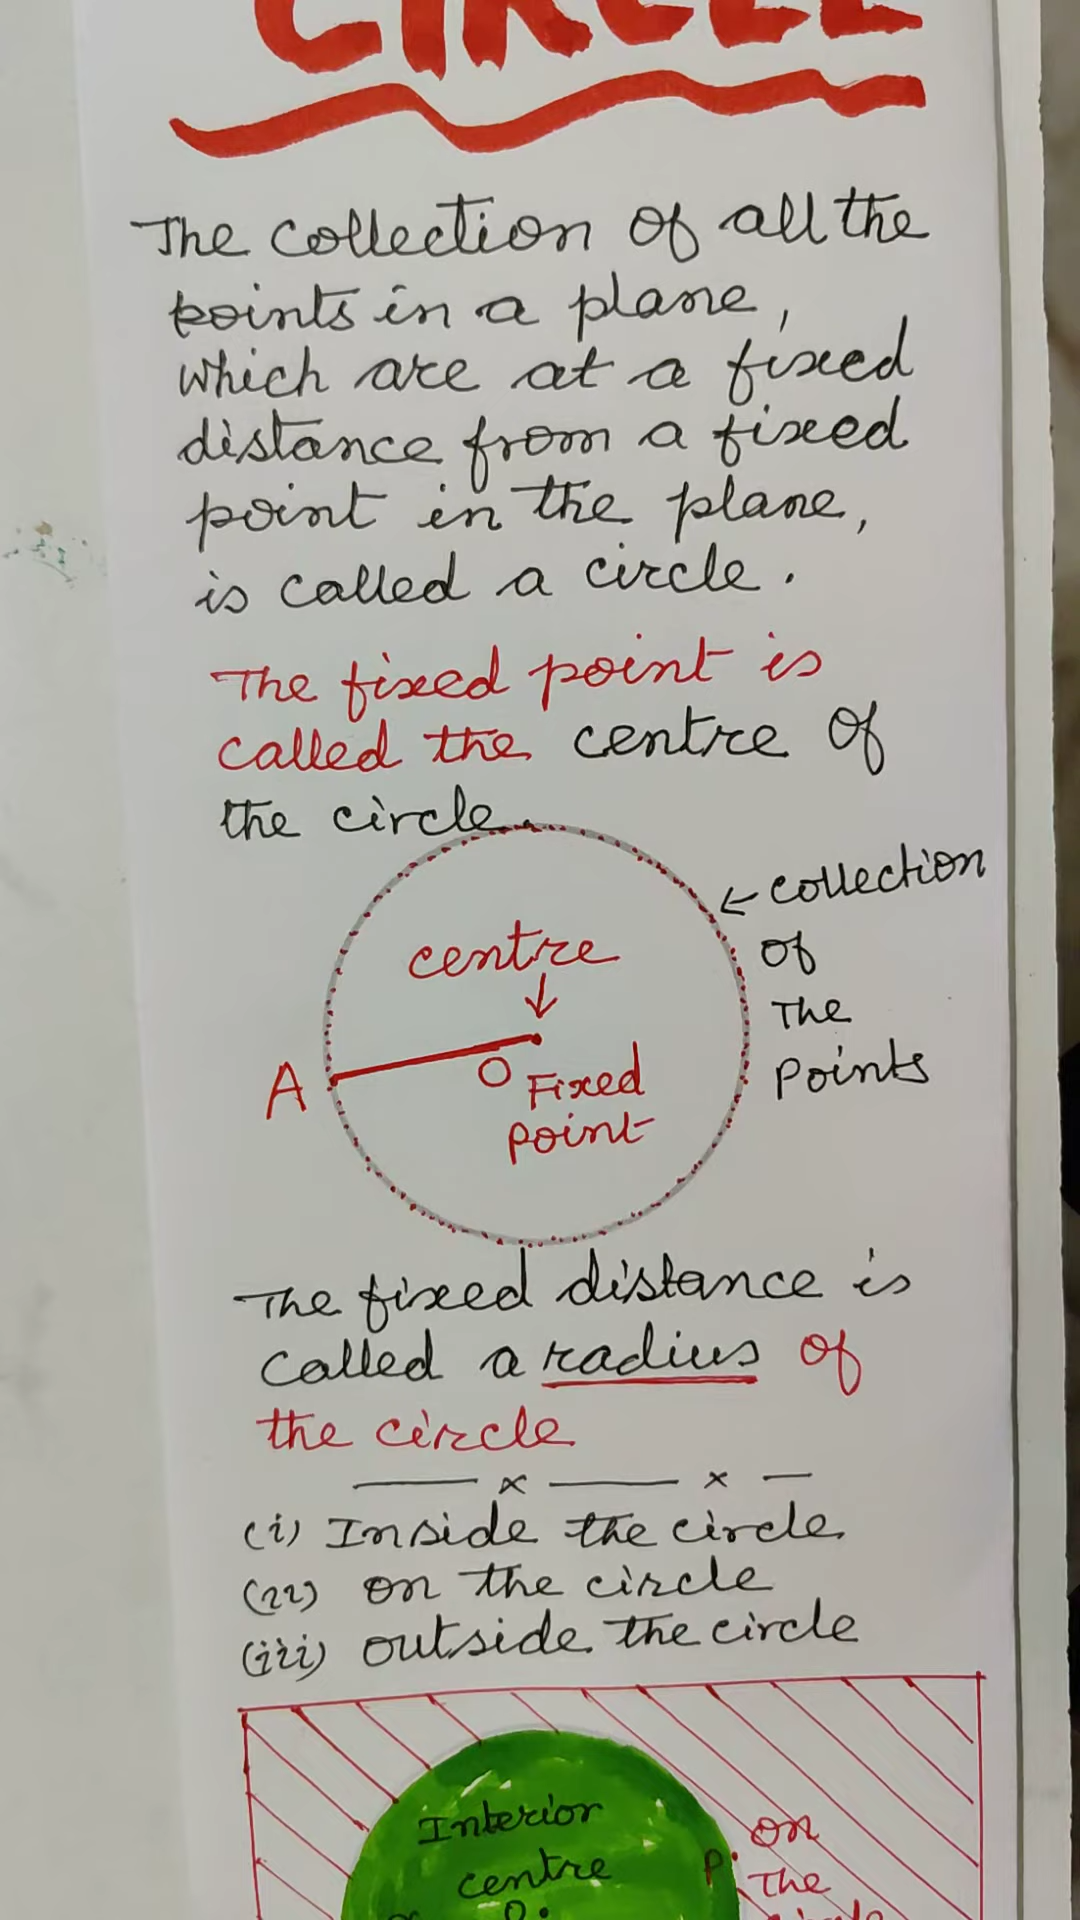 CIRCLE
The collection of all the
points in a plane,
which are at a fixed
distance from a fixed
point in the plane,
is called a circle.
The fixed point is
called the centre of
the circle.
← collection
of
The
points
centre
↓
A
O
Fixed
point
The fixed distance is
called a radius of
the circle
— x — x —
(i) Inside the circle.
(ii) on the circle
(iii) outside the circle
Interior
centre
O.
P.
on
The